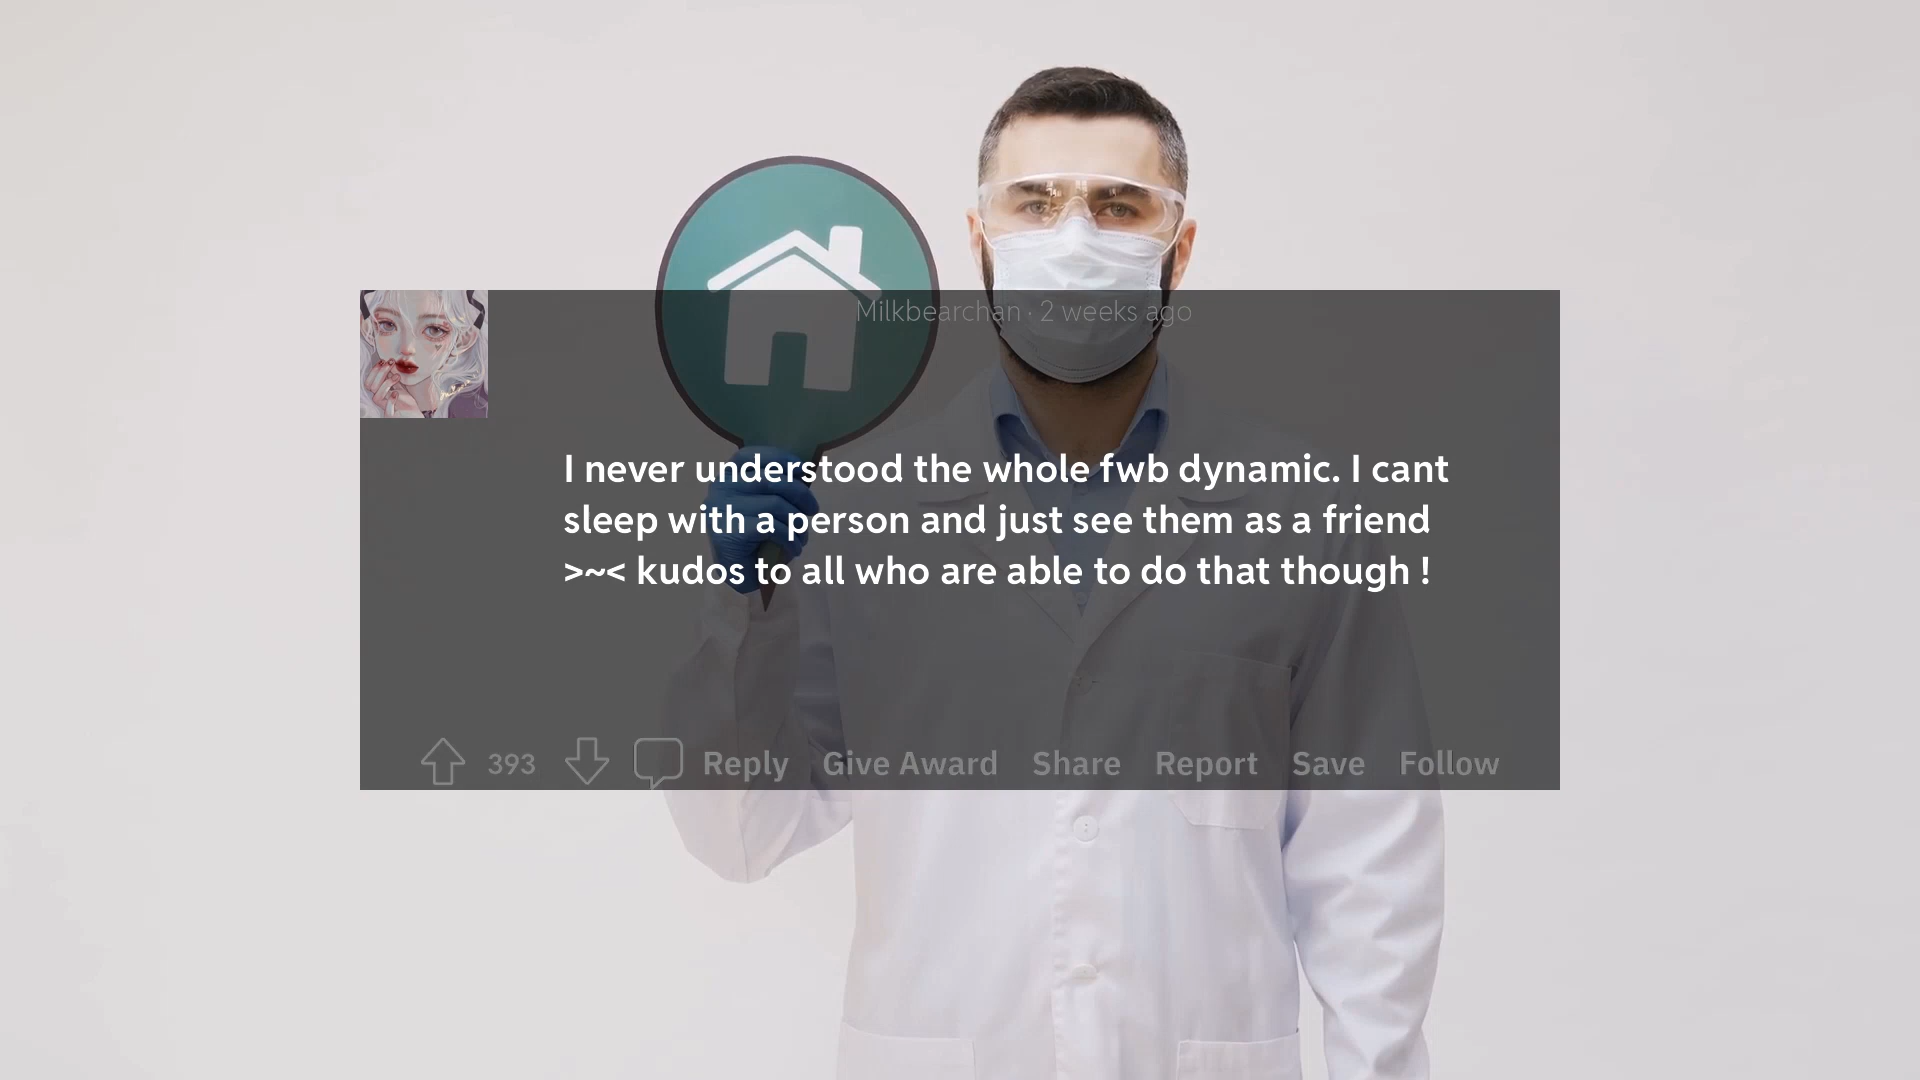 Milkbearchan · 2 weeks ago
I never understood the whole fwb dynamic. I cant
sleep with a person and just see them as a friend
>~< kudos to all who are able to do that though !
393 Reply Give Award Share Report Save Follow